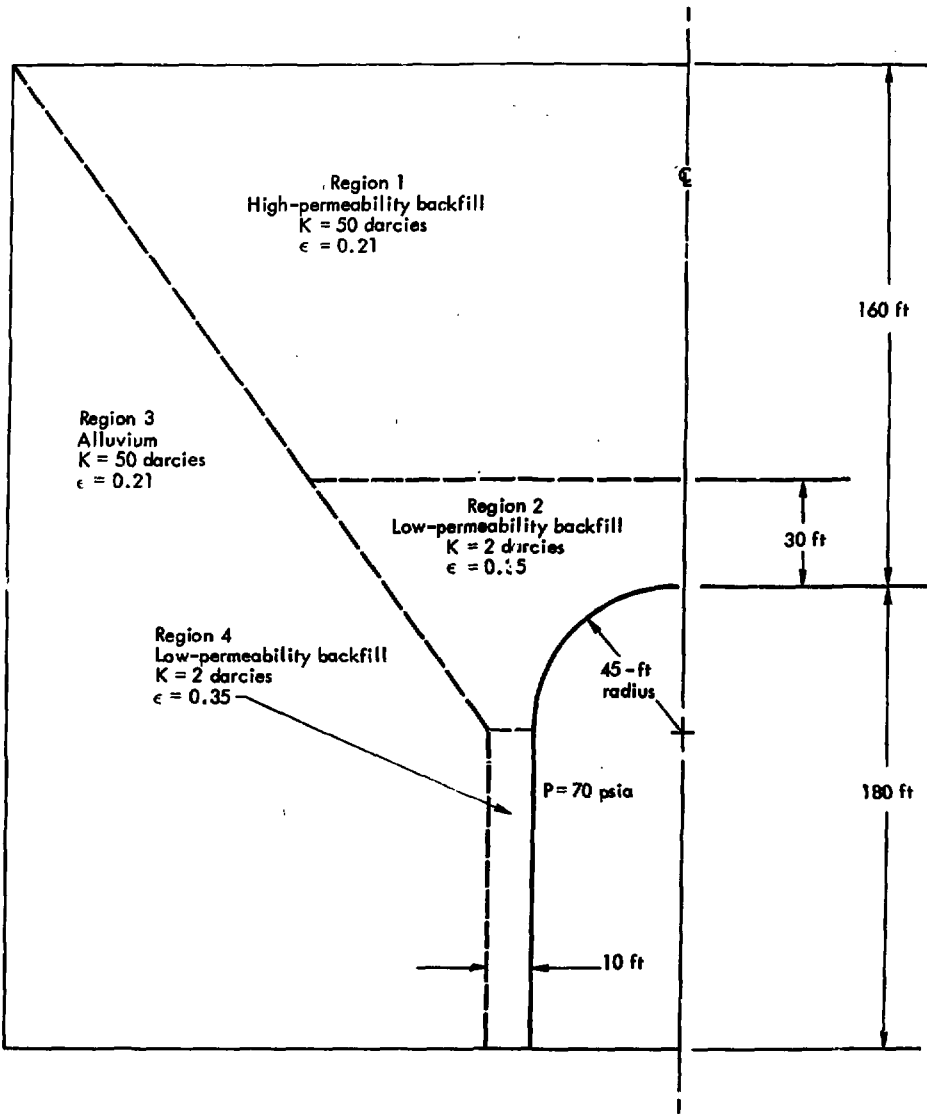 ℄
Region 1
High-permeability backfill
K = 50 darcies
ϵ = 0.21
160 ft
Region 3
Alluvium
K = 50 darcies
ϵ = 0.21
Region 2
Low-permeability backfill
K = 2 darcies
ϵ = 0.15
30 ft
Region 4
Low-permeability backfill
K = 2 darcies
ϵ = 0.35
45-ft
radius
P = 70 psia
180 ft
10 ft